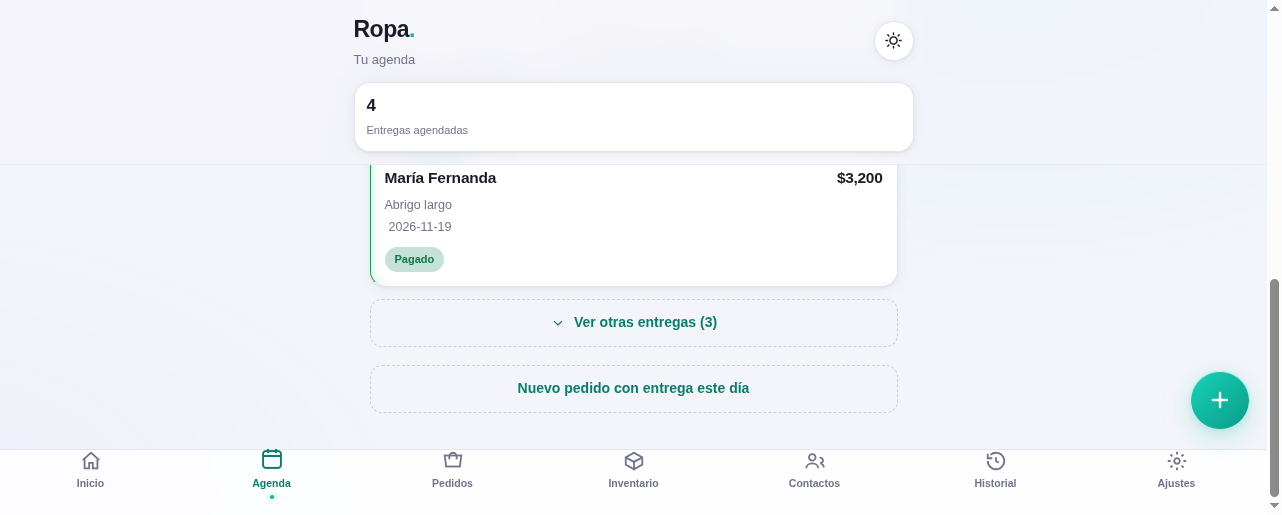 Ropa.
Tu agenda
4
Entregas agendadas
María Fernanda $3,200
Abrigo largo
2026-11-19
Pagado
Ver otras entregas (3)
Nuevo pedido con entrega este día
Inicio Agenda Pedidos Inventario Contactos Historial Ajustes